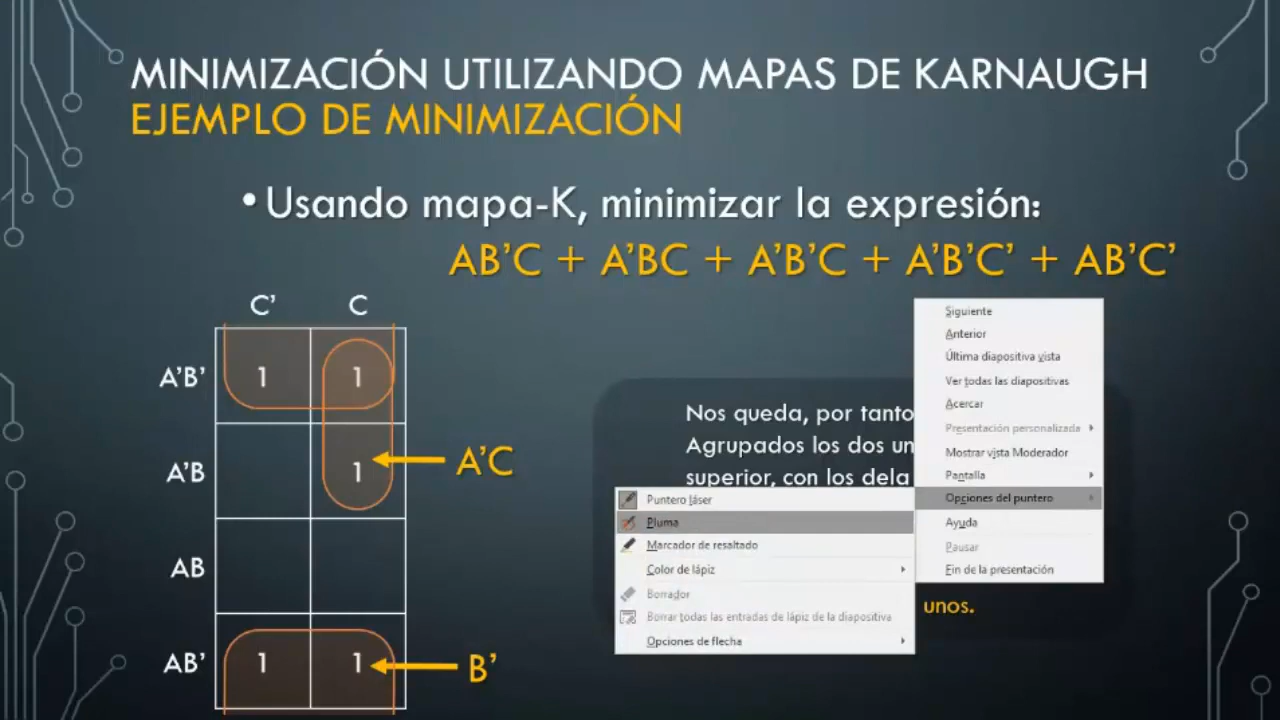 MINIMIZACIÓN UTILIZANDO MAPAS DE KARNAUGH
EJEMPLO DE MINIMIZACIÓN
• Usando mapa-K, minimizar la expresión:
AB’C + A’BC + A’B’C + A’B’C’ + AB’C’
C’ C
A’B’ 1 1
A’B 1
A’C
AB
AB’ 1 1
B’
Nos queda, por tanto
Agrupados los dos un
superior, con los dela
unos.
Siguiente
Anterior
Última diapositiva vista
Ver todas las diapositivas
Acercar
Presentación personalizada
Mostrar vista Moderador
Pantalla
Opciones del puntero
Ayuda
Pausar
Fin de la presentación
Puntero láser
Pluma
Marcador de resaltado
Color de lápiz
Borrador
Borrar todas las entradas de lápiz de la diapositiva
Opciones de flecha